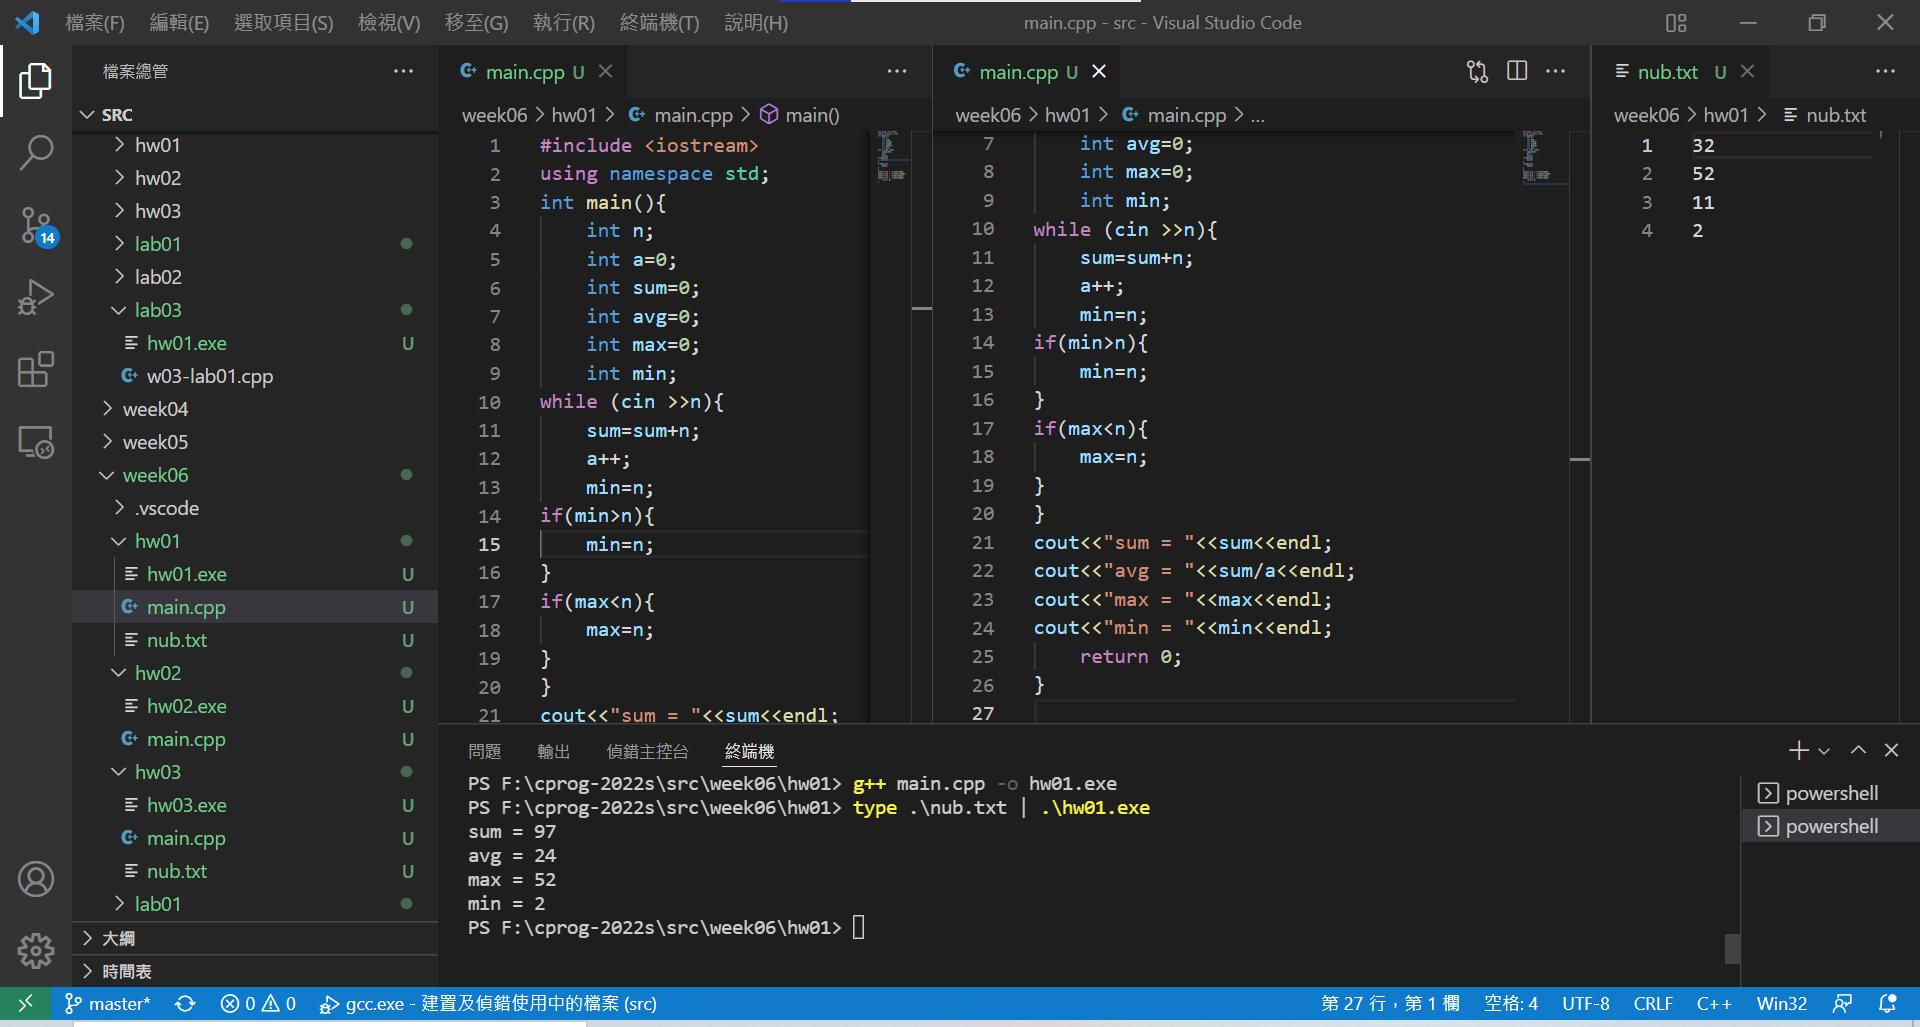 檔案(F) 編輯(E) 選取項目(S) 檢視(V) 移至(G) 執行(R) 終端機(T) 說明(H) main.cpp - src - Visual Studio Code
檔案總管
SRC
hw01
hw02
hw03
lab01
lab02
lab03
hw01.exe U
w03-lab01.cpp
week04
week05
week06
.vscode
hw01
hw01.exe U
main.cpp U
nub.txt U
hw02
hw02.exe U
main.cpp U
hw03
hw03.exe U
main.cpp U
nub.txt U
lab01
大綱
時間表
14
main.cpp U
week06 > hw01 > main.cpp > main()
1 #include <iostream>
2 using namespace std;
3 int main(){
4 int n;
5 int a=0;
6 int sum=0;
7 int avg=0;
8 int max=0;
9 int min;
10 while (cin >>n){
11 sum=sum+n;
12 a++;
13 min=n;
14 if(min>n){
15 min=n;
16 }
17 if(max<n){
18 max=n;
19 }
20 }
21 cout<<"sum = "<<sum<<endl;
main.cpp U
week06 > hw01 > main.cpp > ...
7 int avg=0;
8 int max=0;
9 int min;
10 while (cin >>n){
11 sum=sum+n;
12 a++;
13 min=n;
14 if(min>n){
15 min=n;
16 }
17 if(max<n){
18 max=n;
19 }
20 }
21 cout<<"sum = "<<sum<<endl;
22 cout<<"avg = "<<sum/a<<endl;
23 cout<<"max = "<<max<<endl;
24 cout<<"min = "<<min<<endl;
25 return 0;
26 }
27
nub.txt U
week06 > hw01 > nub.txt
1 32
2 52
3 11
4 2
問題 輸出 偵錯主控台 終端機
PS F:\cprog-2022s\src\week06\hw01> g++ main.cpp -o hw01.exe
PS F:\cprog-2022s\src\week06\hw01> type .\nub.txt | .\hw01.exe
sum = 97
avg = 24
max = 52
min = 2
PS F:\cprog-2022s\src\week06\hw01>
powershell
powershell
master* 0 0 gcc.exe - 建置及偵錯使用中的檔案 (src) 第 27 行，第 1 欄 空格: 4 UTF-8 CRLF C++ Win32